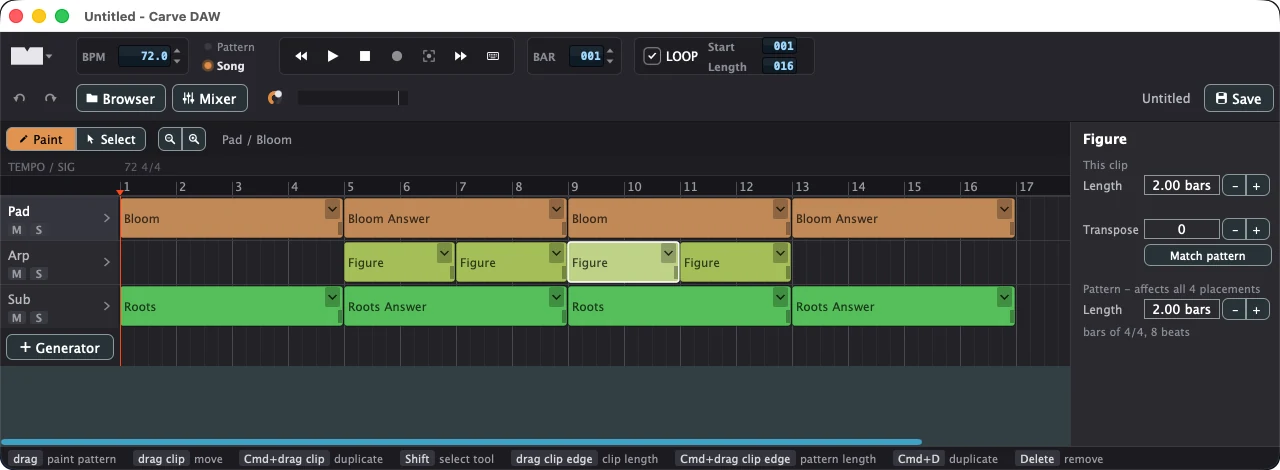 Untitled - Carve DAW
BPM 72.0
Pattern
Song
BAR 001
LOOP
Start 001
Length 016
Browser
Mixer
Untitled
Save
Paint
Select
Pad / Bloom
TEMPO / SIG 72 4/4
1 2 3 4 5 6 7 8 9 10 11 12 13 14 15 16 17
Pad
M S
Bloom
Bloom Answer
Bloom
Bloom Answer
Arp
M S
Figure
Figure
Figure
Figure
Sub
M S
Roots
Roots Answer
Roots
Roots Answer
+ Generator
Figure
This clip
Length 2.00 bars - +
Transpose 0 - +
Match pattern
Pattern – affects all 4 placements
Length 2.00 bars - +
bars of 4/4, 8 beats
drag paint pattern drag clip move Cmd+drag clip duplicate Shift select tool drag clip edge clip length Cmd+drag clip edge pattern length Cmd+D duplicate Delete remove